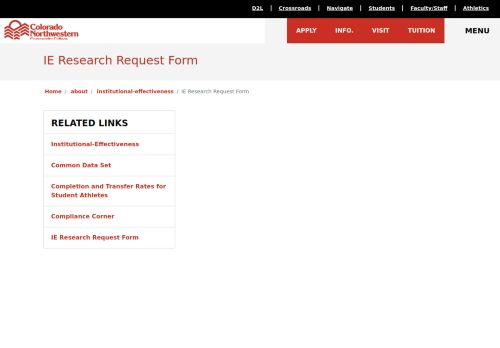 D2L | Crossroads | Navigate | Students | Faculty/Staff | Athletics
Colorado
Northwestern
Community College
APPLY INFO. VISIT TUITION MENU
IE Research Request Form
Home / about / institutional-effectiveness / IE Research Request Form
RELATED LINKS
Institutional-Effectiveness
Common Data Set
Completion and Transfer Rates for
Student Athletes
Compliance Corner
IE Research Request Form